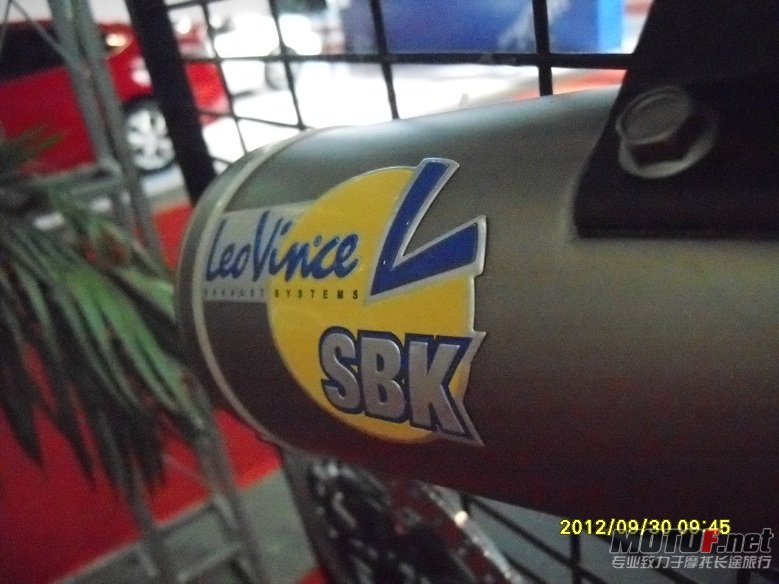 LeoVince
EXHAUST SYSTEMS
SBK
2012/09/30 09:45
MOTOF.net
专业致力于摩托长途旅行